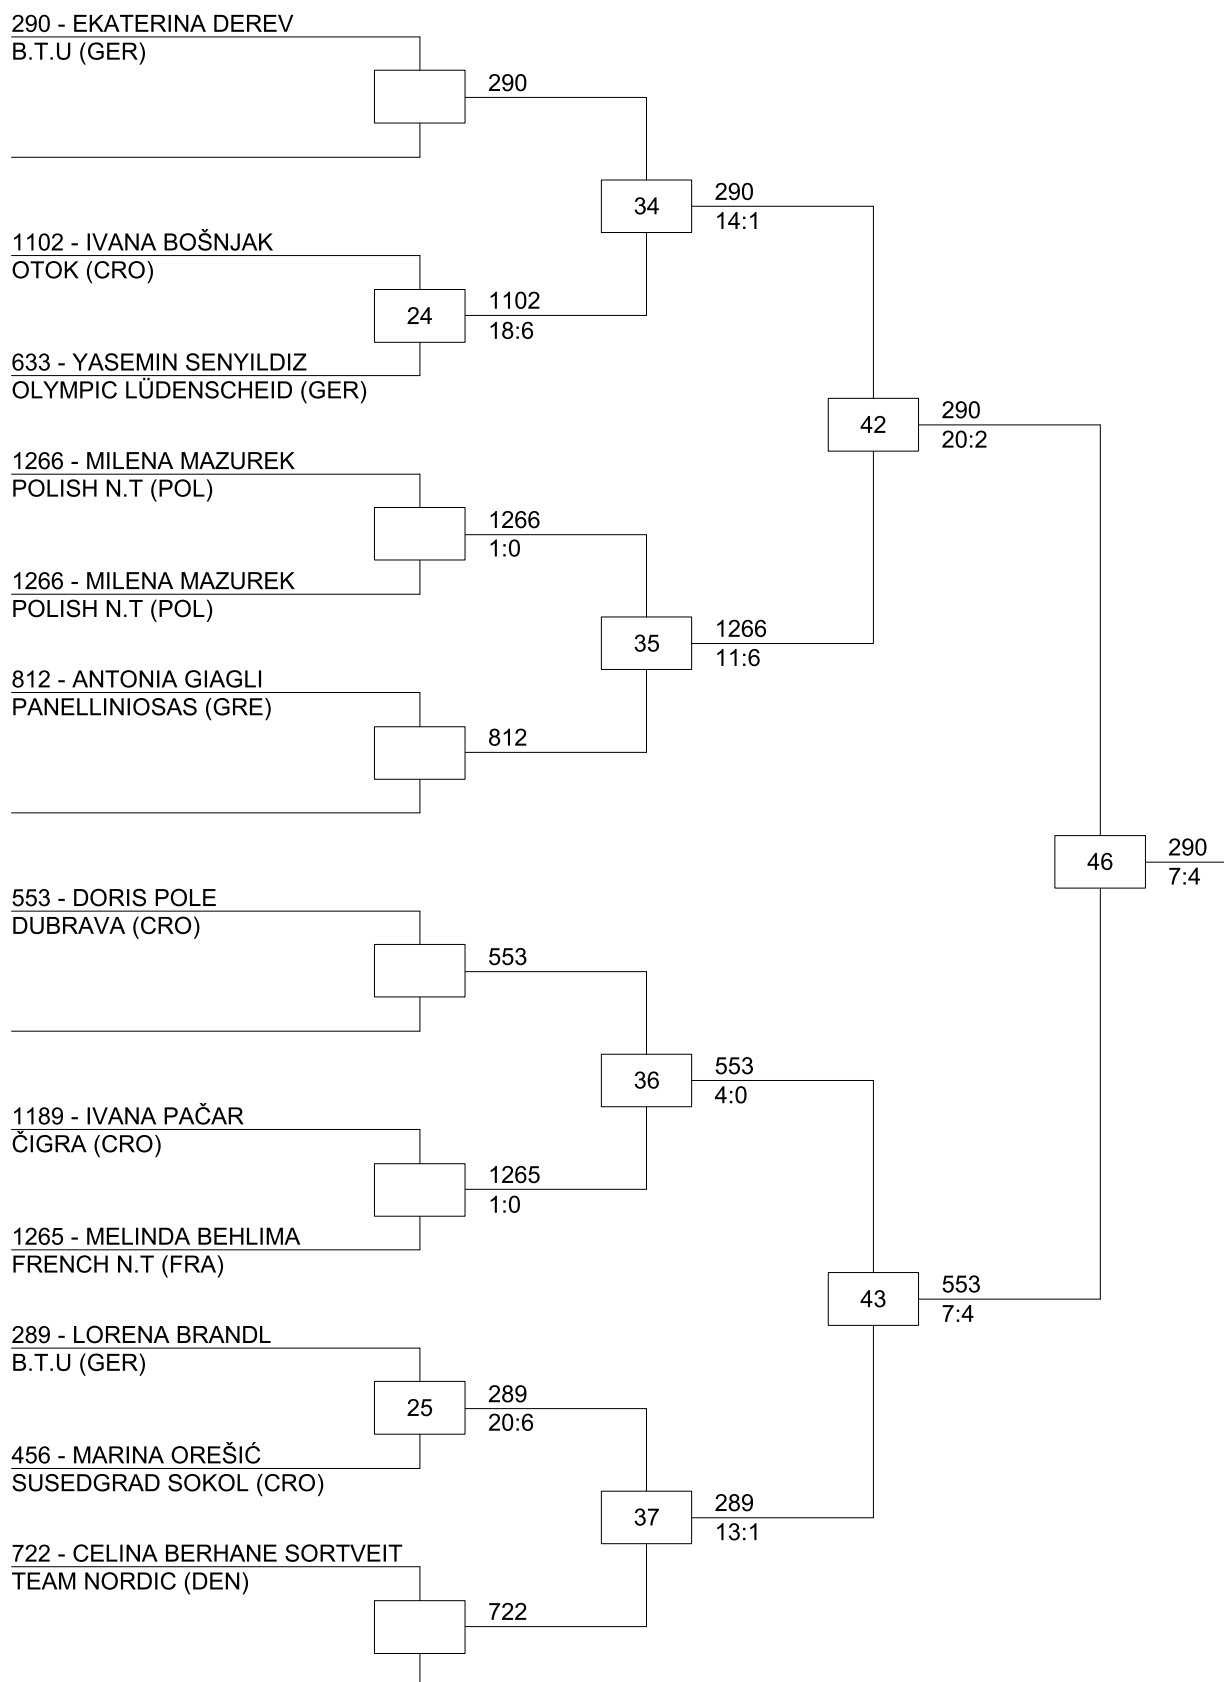 290 - EKATERINA DEREV
B.T.U (GER)
290
34
290
14:1
1102 - IVANA BOŠNJAK
OTOK (CRO)
24
1102
18:6
633 - YASEMIN SENYILDIZ
OLYMPIC LÜDENSCHEID (GER)
42
290
20:2
1266 - MILENA MAZUREK
POLISH N.T (POL)
1266
1:0
1266 - MILENA MAZUREK
POLISH N.T (POL)
35
1266
11:6
812 - ANTONIA GIAGLI
PANELLINIOSAS (GRE)
812
46
290
7:4
553 - DORIS POLE
DUBRAVA (CRO)
553
36
553
4:0
1189 - IVANA PAČAR
ČIGRA (CRO)
1265
1:0
1265 - MELINDA BEHLIMA
FRENCH N.T (FRA)
43
553
7:4
289 - LORENA BRANDL
B.T.U (GER)
25
289
20:6
456 - MARINA OREŠIĆ
SUSEDGRAD SOKOL (CRO)
37
289
13:1
722 - CELINA BERHANE SORTVEIT
TEAM NORDIC (DEN)
722